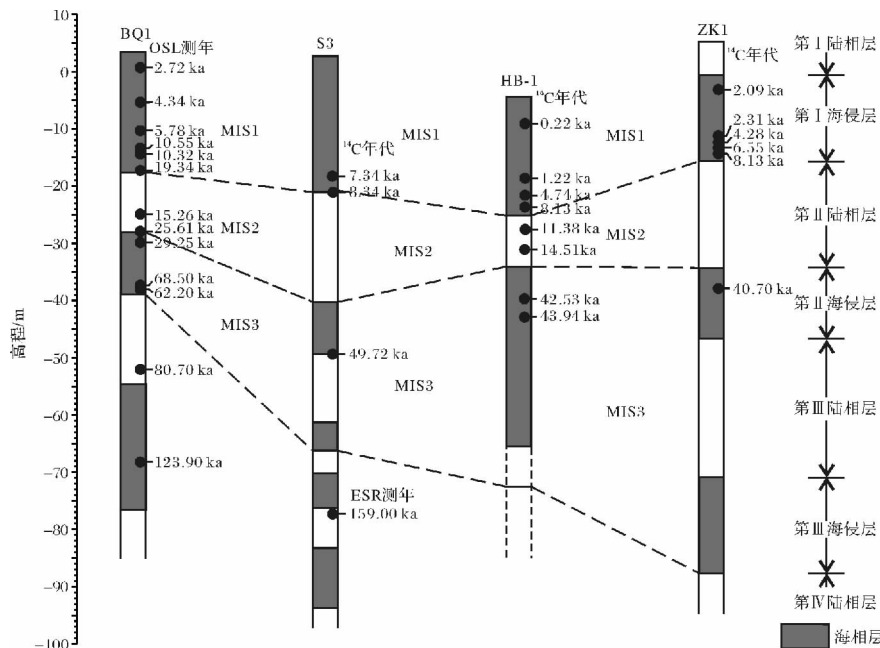 高程/m
10
0
-10
-20
-30
-40
-50
-60
-70
-80
-90
-100
BQ1
OSL测年
2.72 ka
4.34 ka
5.78 ka
10.55 ka
10.32 ka
19.34 ka
15.26 ka
25.61 ka
29.25 ka
68.50 ka
62.20 ka
80.70 ka
123.90 ka
MIS1
MIS2
MIS3
S3
¹⁴C年代
7.34 ka
8.34 ka
49.72 ka
ESR测年
159.00 ka
MIS1
MIS2
MIS3
HB-1
¹⁴C年代
0.22 ka
1.22 ka
4.74 ka
8.13 ka
11.38 ka
14.51 ka
42.53 ka
43.94 ka
MIS1
MIS2
MIS3
ZK1
¹⁴C年代
2.09 ka
2.31 ka
4.28 ka
6.55 ka
8.13 ka
40.70 ka
第Ⅰ陆相层
第Ⅰ海侵层
第Ⅱ陆相层
第Ⅱ海侵层
第Ⅲ陆相层
第Ⅲ海侵层
第Ⅳ陆相层
海相层